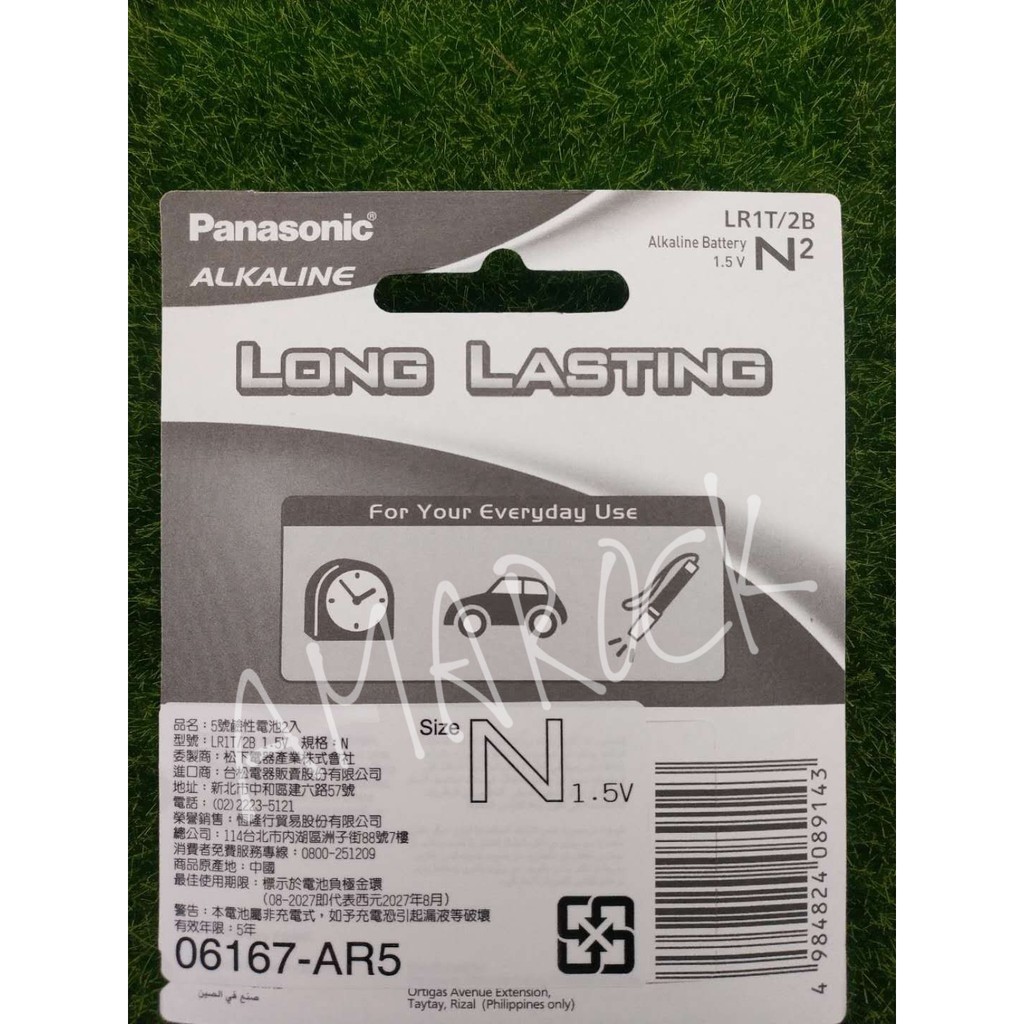 Panasonic®
ALKALINE
LR1T/2B
Alkaline Battery
1.5 V
N2
LONG LASTING
For Your Everyday Use
AMAROCK
品名：5號鹼性電池2入
型號：LR1T/2B 1.5V 規格：N
委製商：松下電器產業株式會社
進口商：台松電器販賣股份有限公司
地址：新北市中和區建六路57號
電話：(02)2223-5121
榮譽銷售：恆隆行貿易股份有限公司
總公司：114台北市內湖區洲子街88號7樓
消費者免費服務專線：0800-251209
商品原產地：中國
最佳使用期限：標示於電池負極金環
(08-2027即代表西元2027年8月)
警告：本電池屬非充電式，如予充電恐引起漏液等破壞
有效年限：5年
06167-AR5
Size N 1.5V
4 984824 089143
صنع في الصين
Ortigas Avenue Extension,
Taytay, Rizal (Philippines only)